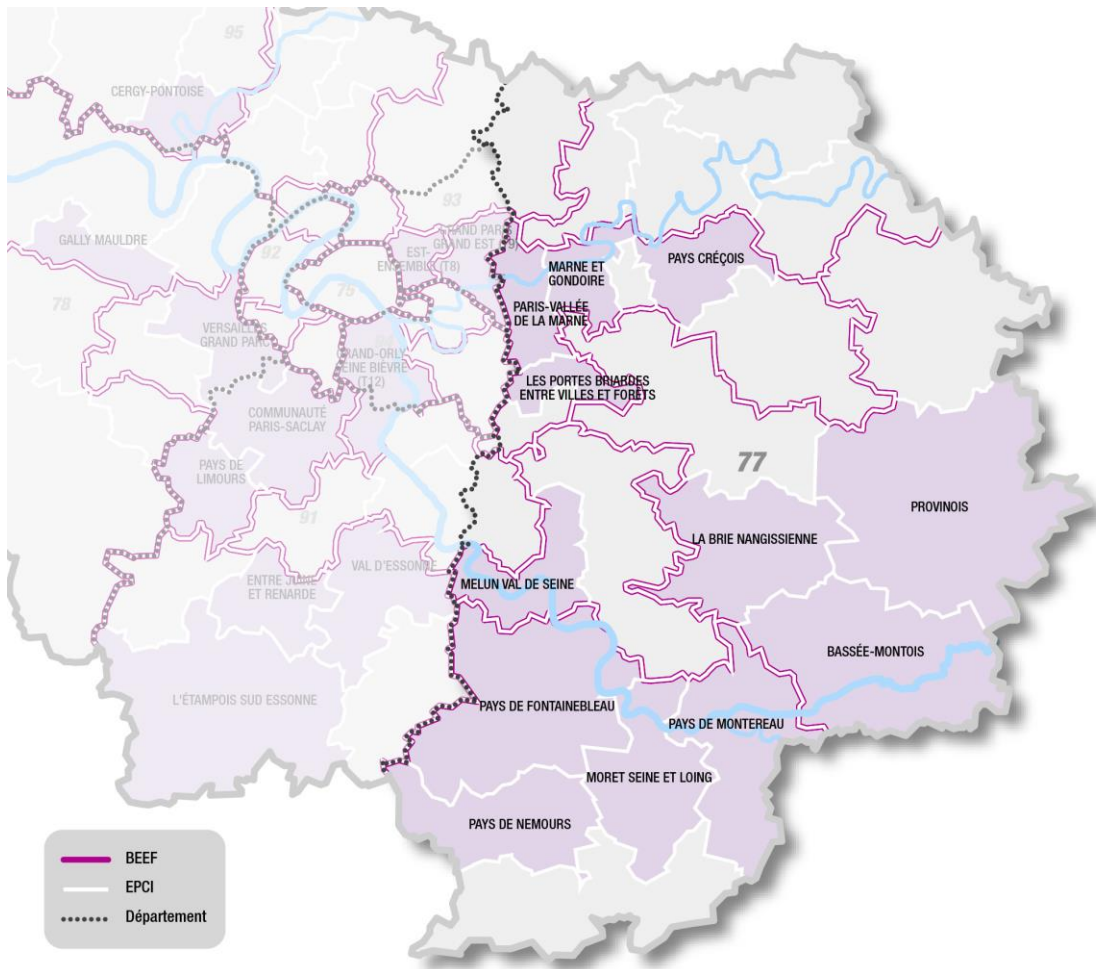 95
CERGY-PONTOISE
93
GALLY MAULDRE
92
GRAND PARIS
GRAND EST (T9)
EST-
ENSEMBLE (T8)
MARNE ET
GONDOIRE
PAYS CRÉÇOIS
78
75
PARIS-VALLÉE
DE LA MARNE
VERSAILLES
GRAND PARC
94
GRAND-ORLY
SEINE BIÈVRE
(T12)
LES PORTES BRIARDES
ENTRE VILLES ET FORÊTS
COMMUNAUTÉ
PARIS-SACLAY
77
PAYS DE
LIMOURS
PROVINOIS
91
LA BRIE NANGISSIENNE
VAL D'ESSONNE
ENTRE JUINE
ET RENARDE
MELUN VAL DE SEINE
BASSÉE-MONTOIS
L'ÉTAMPOIS SUD ESSONNE
PAYS DE FONTAINEBLEAU
PAYS DE MONTEREAU
MORET SEINE ET LOING
PAYS DE NEMOURS
BEEF
EPCI
Département